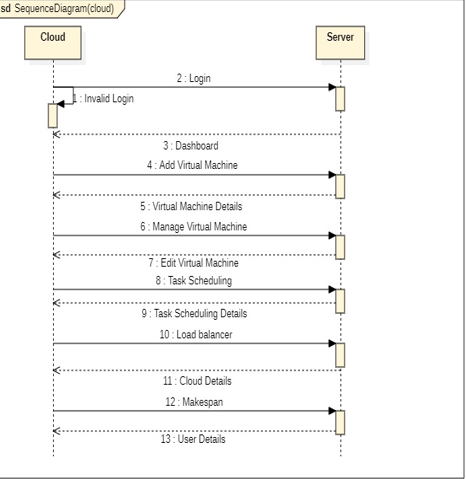 sd SequenceDiagram(cloud)
Cloud
Server
2 : Login
1 : Invalid Login
3 : Dashboard
4 : Add Virtual Machine
5 : Virtual Machine Details
6 : Manage Virtual Machine
7 : Edit Virtual Machine
8 : Task Scheduling
9 : Task Scheduling Details
10 : Load balancer
11 : Cloud Details
12 : Makespan
13 : User Details